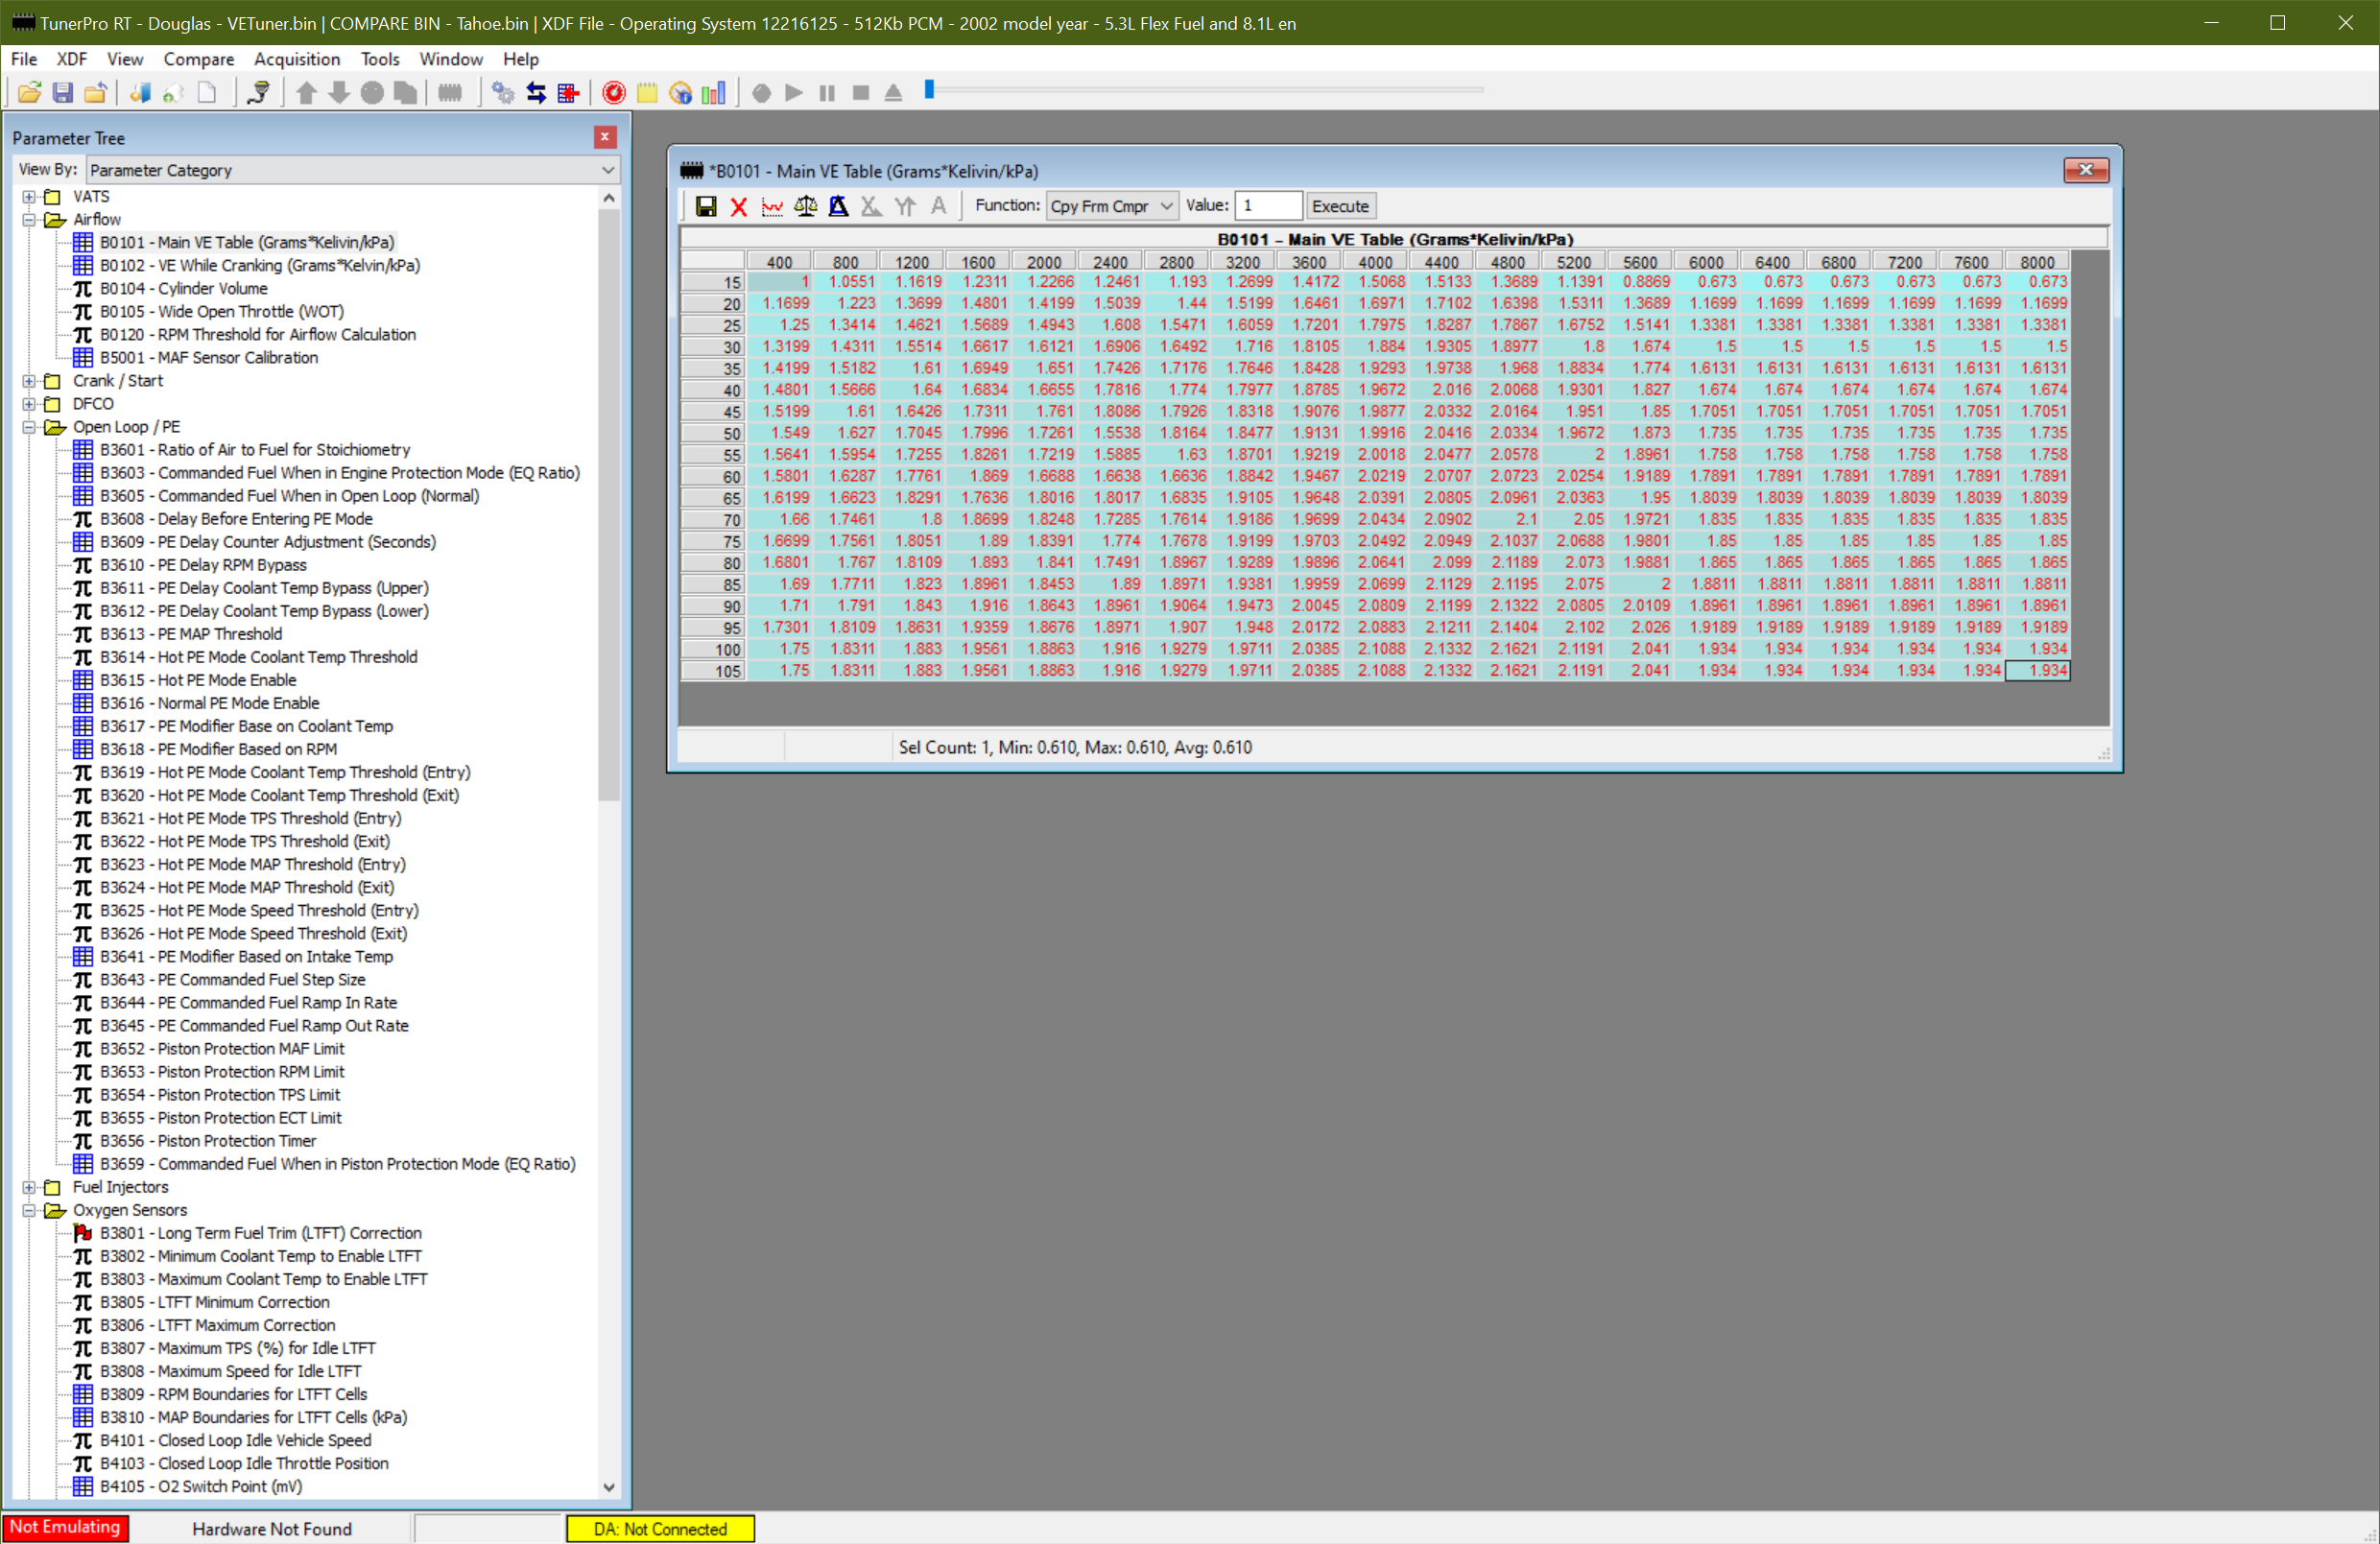 TunerPro RT - Douglas - VETuner.bin | COMPARE BIN - Tahoe.bin | XDF File - Operating System 12216125 - 512Kb PCM - 2002 model year - 5.3L Flex Fuel and 8.1L en
File XDF View Compare Acquisition Tools Window Help
Parameter Tree
View By: Parameter Category
VATS
Airflow
B0101 - Main VE Table (Grams*Kelivin/kPa)
B0102 - VE While Cranking (Grams*Kelvin/kPa)
B0104 - Cylinder Volume
B0105 - Wide Open Throttle (WOT)
B0120 - RPM Threshold for Airflow Calculation
B5001 - MAF Sensor Calibration
Crank / Start
DFCO
Open Loop / PE
B3601 - Ratio of Air to Fuel for Stoichiometry
B3603 - Commanded Fuel When in Engine Protection Mode (EQ Ratio)
B3605 - Commanded Fuel When in Open Loop (Normal)
B3608 - Delay Before Entering PE Mode
B3609 - PE Delay Counter Adjustment (Seconds)
B3610 - PE Delay RPM Bypass
B3611 - PE Delay Coolant Temp Bypass (Upper)
B3612 - PE Delay Coolant Temp Bypass (Lower)
B3613 - PE MAP Threshold
B3614 - Hot PE Mode Coolant Temp Threshold
B3615 - Hot PE Mode Enable
B3616 - Normal PE Mode Enable
B3617 - PE Modifier Base on Coolant Temp
B3618 - PE Modifier Based on RPM
B3619 - Hot PE Mode Coolant Temp Threshold (Entry)
B3620 - Hot PE Mode Coolant Temp Threshold (Exit)
B3621 - Hot PE Mode TPS Threshold (Entry)
B3622 - Hot PE Mode TPS Threshold (Exit)
B3623 - Hot PE Mode MAP Threshold (Entry)
B3624 - Hot PE Mode MAP Threshold (Exit)
B3625 - Hot PE Mode Speed Threshold (Entry)
B3626 - Hot PE Mode Speed Threshold (Exit)
B3641 - PE Modifier Based on Intake Temp
B3643 - PE Commanded Fuel Step Size
B3644 - PE Commanded Fuel Ramp In Rate
B3645 - PE Commanded Fuel Ramp Out Rate
B3652 - Piston Protection MAF Limit
B3653 - Piston Protection RPM Limit
B3654 - Piston Protection TPS Limit
B3655 - Piston Protection ECT Limit
B3656 - Piston Protection Timer
B3659 - Commanded Fuel When in Piston Protection Mode (EQ Ratio)
Fuel Injectors
Oxygen Sensors
B3801 - Long Term Fuel Trim (LTFT) Correction
B3802 - Minimum Coolant Temp to Enable LTFT
B3803 - Maximum Coolant Temp to Enable LTFT
B3805 - LTFT Minimum Correction
B3806 - LTFT Maximum Correction
B3807 - Maximum TPS (%) for Idle LTFT
B3808 - Maximum Speed for Idle LTFT
B3809 - RPM Boundaries for LTFT Cells
B3810 - MAP Boundaries for LTFT Cells (kPa)
B4101 - Closed Loop Idle Vehicle Speed
B4103 - Closed Loop Idle Throttle Position
B4105 - O2 Switch Point (mV)
*B0101 - Main VE Table (Grams*Kelivin/kPa)
Function: Cpy Frm Cmpr Value: 1 Execute
B0101 - Main VE Table (Grams*Kelivin/kPa)
400 800 1200 1600 2000 2400 2800 3200 3600 4000 4400 4800 5200 5600 6000 6400 6800 7200 7600 8000
15 1 1.0551 1.1619 1.2311 1.2266 1.2461 1.193 1.2699 1.4172 1.5068 1.5133 1.3689 1.1391 0.8869 0.673 0.673 0.673 0.673 0.673 0.673
20 1.1699 1.223 1.3699 1.4801 1.4199 1.5039 1.44 1.5199 1.6461 1.6971 1.7102 1.6398 1.5311 1.3689 1.1699 1.1699 1.1699 1.1699 1.1699 1.1699
25 1.25 1.3414 1.4621 1.5689 1.4943 1.608 1.5471 1.6059 1.7201 1.7975 1.8287 1.7867 1.6752 1.5141 1.3381 1.3381 1.3381 1.3381 1.3381 1.3381
30 1.3199 1.4311 1.5514 1.6617 1.6121 1.6906 1.6492 1.716 1.8105 1.884 1.9305 1.8977 1.8 1.674 1.5 1.5 1.5 1.5 1.5 1.5
35 1.4199 1.5182 1.61 1.6949 1.651 1.7426 1.7176 1.7646 1.8428 1.9293 1.9738 1.968 1.8834 1.774 1.6131 1.6131 1.6131 1.6131 1.6131 1.6131
40 1.4801 1.5666 1.64 1.6834 1.6655 1.7816 1.774 1.7977 1.8785 1.9672 2.016 2.0068 1.9301 1.827 1.674 1.674 1.674 1.674 1.674 1.674
45 1.5199 1.61 1.6426 1.7311 1.761 1.8086 1.7926 1.8318 1.9076 1.9877 2.0332 2.0164 1.951 1.85 1.7051 1.7051 1.7051 1.7051 1.7051 1.7051
50 1.549 1.627 1.7045 1.7996 1.7261 1.5538 1.8164 1.8477 1.9131 1.9916 2.0416 2.0334 1.9672 1.873 1.735 1.735 1.735 1.735 1.735 1.735
55 1.5641 1.5954 1.7255 1.8261 1.7219 1.5885 1.63 1.8701 1.9219 2.0018 2.0477 2.0578 2 1.8961 1.758 1.758 1.758 1.758 1.758 1.758
60 1.5801 1.6287 1.7761 1.869 1.6688 1.6638 1.6636 1.8842 1.9467 2.0219 2.0707 2.0723 2.0254 1.9189 1.7891 1.7891 1.7891 1.7891 1.7891 1.7891
65 1.6199 1.6623 1.8291 1.7636 1.8016 1.8017 1.6835 1.9105 1.9648 2.0391 2.0805 2.0961 2.0363 1.95 1.8039 1.8039 1.8039 1.8039 1.8039 1.8039
70 1.66 1.7461 1.8 1.8699 1.8248 1.7285 1.7614 1.9186 1.9699 2.0434 2.0902 2.1 2.05 1.9721 1.835 1.835 1.835 1.835 1.835 1.835
75 1.6699 1.7561 1.8051 1.89 1.8391 1.774 1.7678 1.9199 1.9703 2.0492 2.0949 2.1037 2.0688 1.9801 1.85 1.85 1.85 1.85 1.85 1.85
80 1.6801 1.767 1.8109 1.893 1.841 1.7491 1.8967 1.9289 1.9896 2.0641 2.099 2.1189 2.073 1.9881 1.865 1.865 1.865 1.865 1.865 1.865
85 1.69 1.7711 1.823 1.8961 1.8453 1.89 1.8971 1.9381 1.9959 2.0699 2.1129 2.1195 2.075 2 1.8811 1.8811 1.8811 1.8811 1.8811 1.8811
90 1.71 1.791 1.843 1.916 1.8643 1.8961 1.9064 1.9473 2.0045 2.0809 2.1199 2.1322 2.0805 2.0109 1.8961 1.8961 1.8961 1.8961 1.8961 1.8961
95 1.7301 1.8109 1.8631 1.9359 1.8676 1.8971 1.907 1.948 2.0172 2.0883 2.1211 2.1404 2.102 2.026 1.9189 1.9189 1.9189 1.9189 1.9189 1.9189
100 1.75 1.8311 1.883 1.9561 1.8863 1.916 1.9279 1.9711 2.0385 2.1088 2.1332 2.1621 2.1191 2.041 1.934 1.934 1.934 1.934 1.934 1.934
105 1.75 1.8311 1.883 1.9561 1.8863 1.916 1.9279 1.9711 2.0385 2.1088 2.1332 2.1621 2.1191 2.041 1.934 1.934 1.934 1.934 1.934 1.934
Sel Count: 1, Min: 0.610, Max: 0.610, Avg: 0.610
Not Emulating Hardware Not Found DA: Not Connected